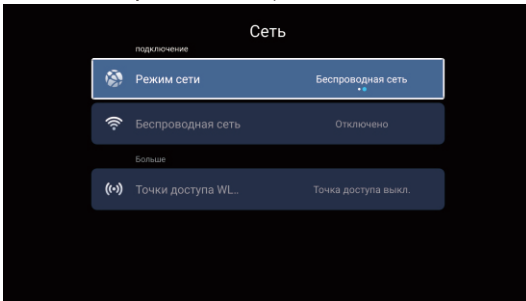 Сеть
подключение
Режим сети Беспроводная сеть
Беспроводная сеть Отключено
Больше
Точки доступа WL.. Точка доступа выкл.